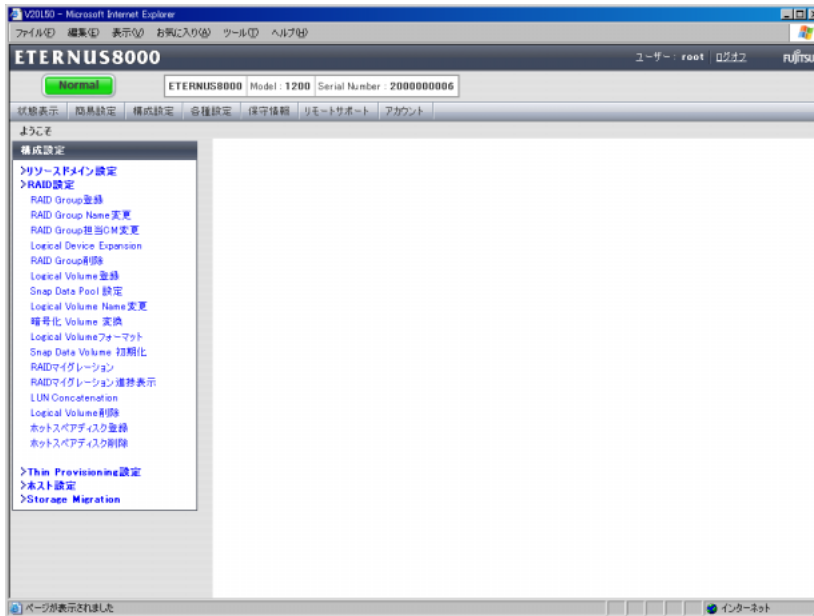 V20L50 - Microsoft Internet Explorer
ファイル(F) 編集(E) 表示(V) お気に入り(A) ツール(T) ヘルプ(H)
ETERNUS8000
ユーザー: root ログオフ
FUJITSU
Normal
ETERNUS8000 Model : 1200 Serial Number : 2000000006
状態表示 簡易設定 構成設定 各種設定 保守情報 リモートサポート アカウント
ようこそ
構成設定
>リソースドメイン設定
>RAID設定
RAID Group登録
RAID Group Name変更
RAID Group担当CM変更
Logical Device Expansion
RAID Group削除
Logical Volume登録
Snap Data Pool 設定
Logical Volume Name変更
暗号化 Volume 変換
Logical Volumeフォーマット
Snap Data Volume 初期化
RAIDマイグレーション
RAIDマイグレーション進捗表示
LUN Concatenation
Logical Volume削除
ホットスペアディスク登録
ホットスペアディスク削除
>Thin Provisioning設定
>ホスト設定
>Storage Migration
ページが表示されました
インターネット